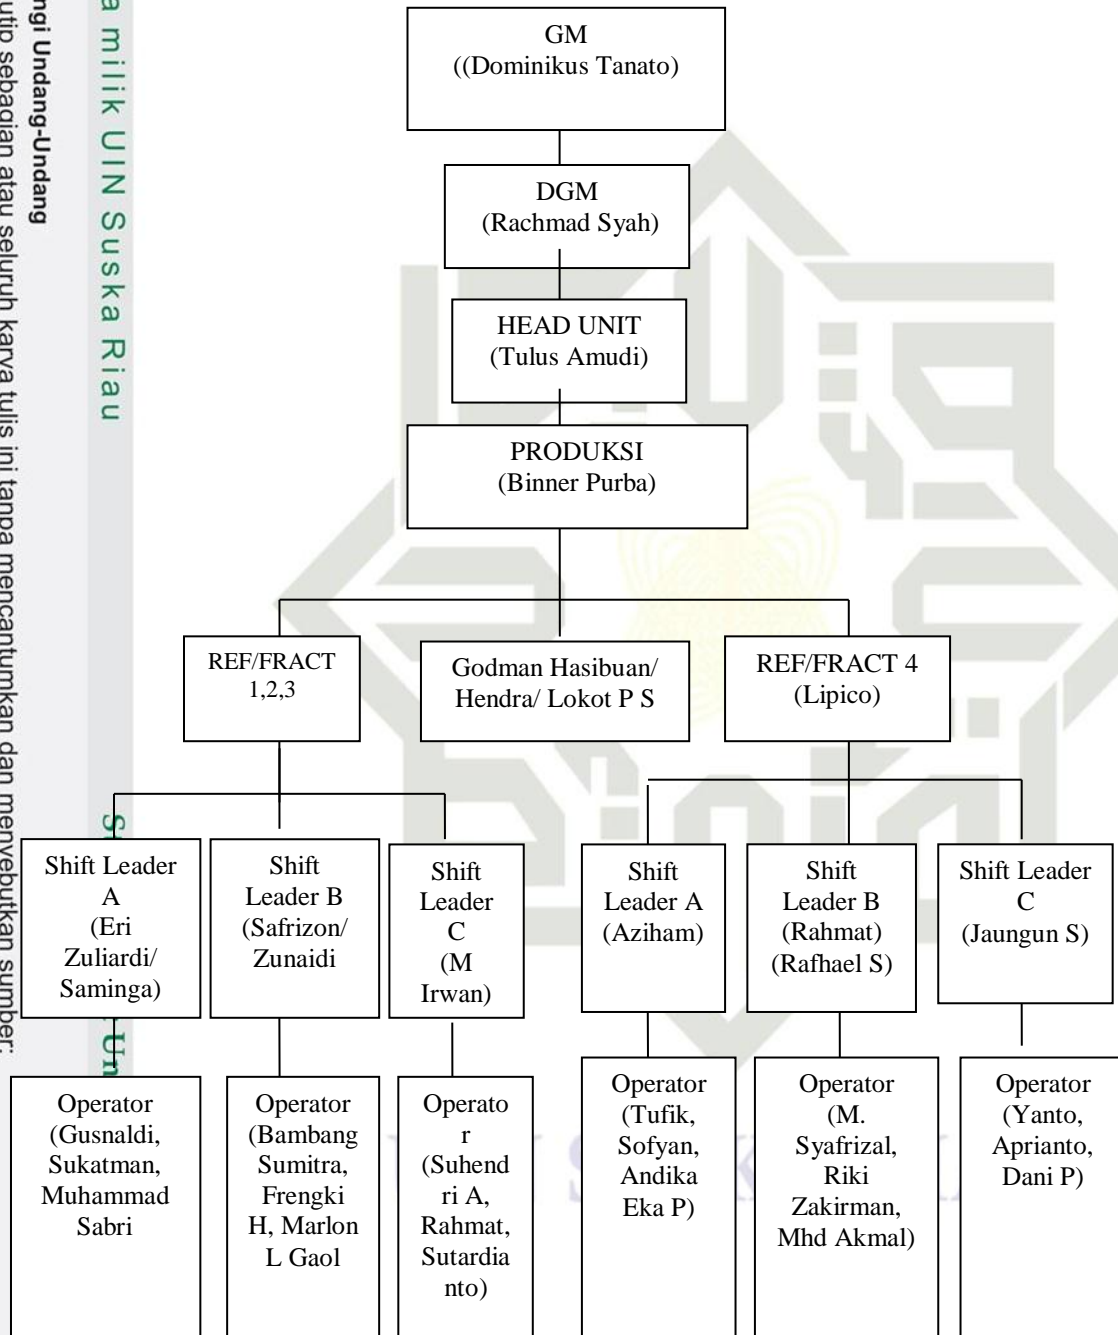 GM
((Dominikus Tanato)
DGM
(Rachmad Syah)
HEAD UNIT
(Tulus Amudi)
PRODUKSI
(Binner Purba)
REF/FRACT
1,2,3
Godman Hasibuan/
Hendra/ Lokot P S
REF/FRACT 4
(Lipico)
Shift Leader
A
(Eri
Zuliardi/
Saminga)
Shift
Leader B
(Safrizon/
Zunaidi
Shift
Leader
C
(M
Irwan)
Shift
Leader A
(Aziham)
Shift
Leader B
(Rahmat)
(Rafhael S)
Shift Leader
C
(Jaungun S)
Operator
(Gusnaldi,
Sukatman,
Muhammad
Sabri
Operator
(Bambang
Sumitra,
Frengki
H, Marlon
L Gaol
Operato
r
(Suhend
ri A,
Rahmat,
Sutardia
nto)
Operator
(Tufik,
Sofyan,
Andika
Eka P)
Operator
(M.
Syafrizal,
Riki
Zakirman,
Mhd Akmal)
Operator
(Yanto,
Aprianto,
Dani P)
a milik UIN Suska Riau
ngi Undang-Undang
utip sebagian atau seluruh karya tulis ini tanpa mencantumkan dan menyebutkan sumber: